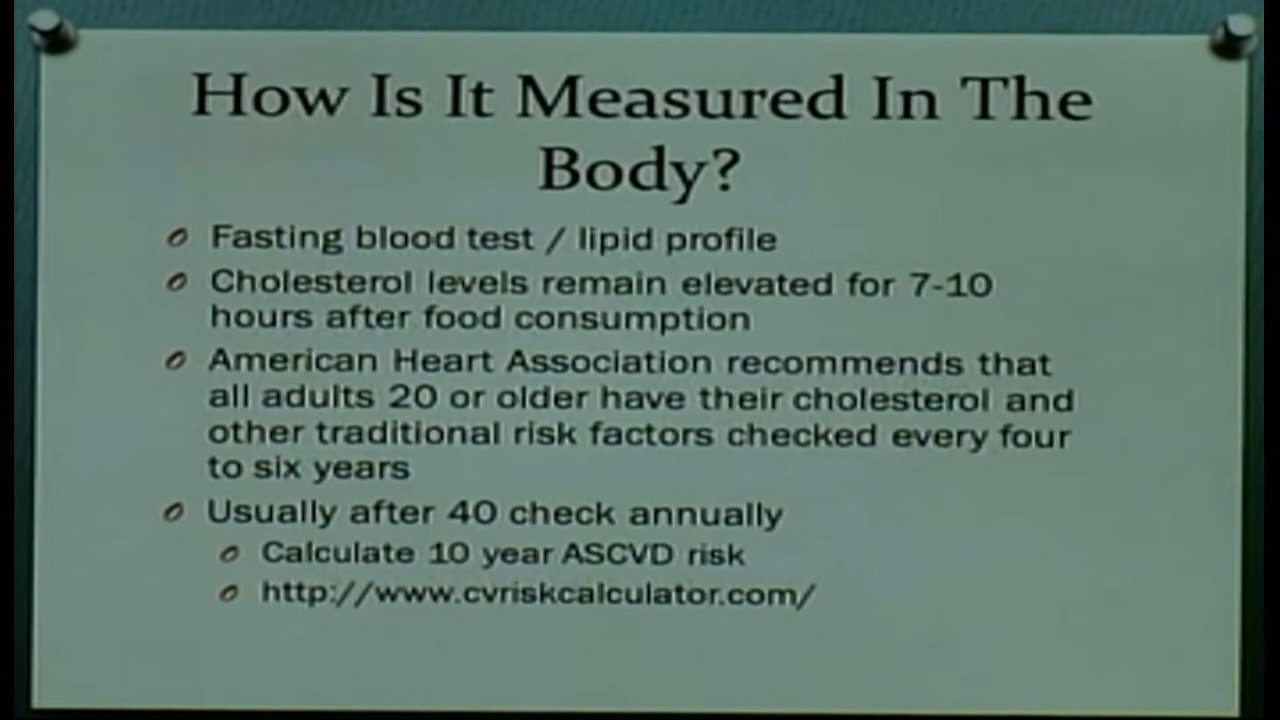 How Is It Measured In The
Body?
Fasting blood test / lipid profile
Cholesterol levels remain elevated for 7-10
hours after food consumption
American Heart Association recommends that
all adults 20 or older have their cholesterol and
other traditional risk factors checked every four
to six years
Usually after 40 check annually
Calculate 10 year ASCVD risk
http://www.cvriskcalculator.com/